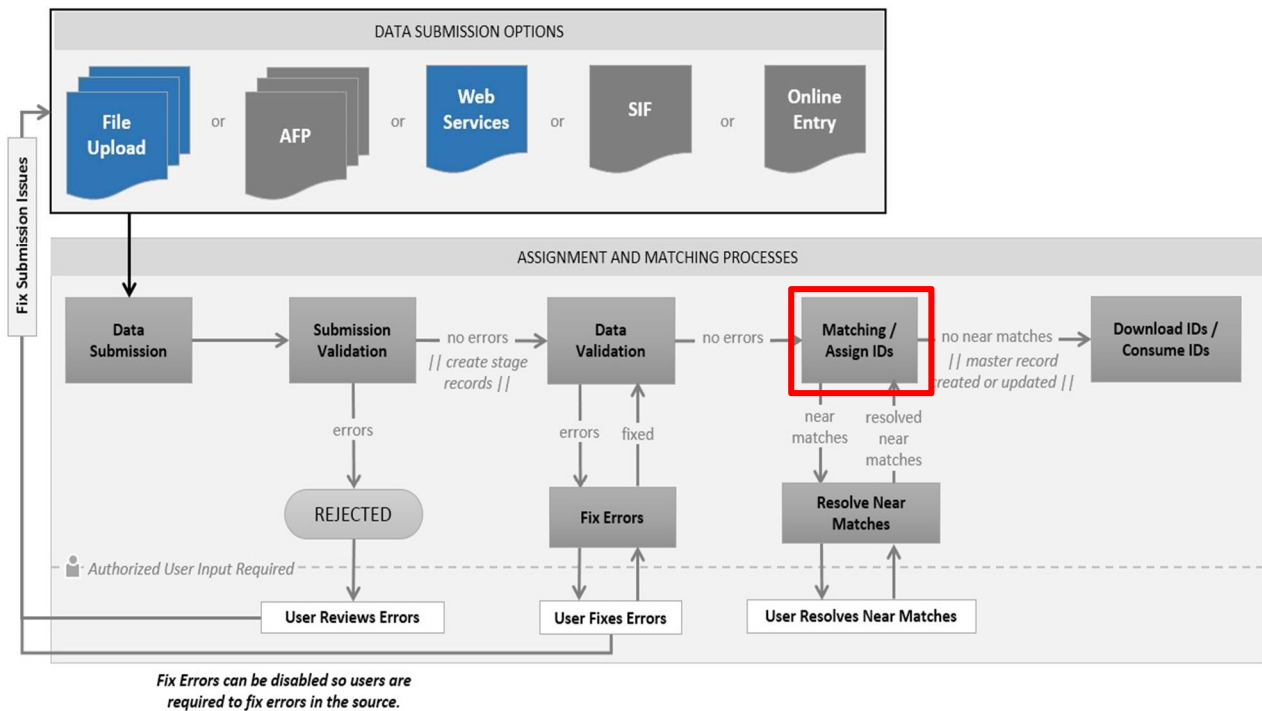 DATA SUBMISSION OPTIONS
File
Upload
or
AFP
or
Web
Services
or
SIF
or
Online
Entry
Fix Submission Issues
ASSIGNMENT AND MATCHING PROCESSES
Data
Submission
Submission
Validation
no errors
|| create stage
records ||
Data
Validation
no errors
Matching /
Assign IDs
no near matches
|| master record
created or updated ||
Download IDs /
Consume IDs
errors
errors
fixed
near
matches
resolved
near
matches
REJECTED
Fix Errors
Resolve Near
Matches
Authorized User Input Required
User Reviews Errors
User Fixes Errors
User Resolves Near Matches
Fix Errors can be disabled so users are
required to fix errors in the source.